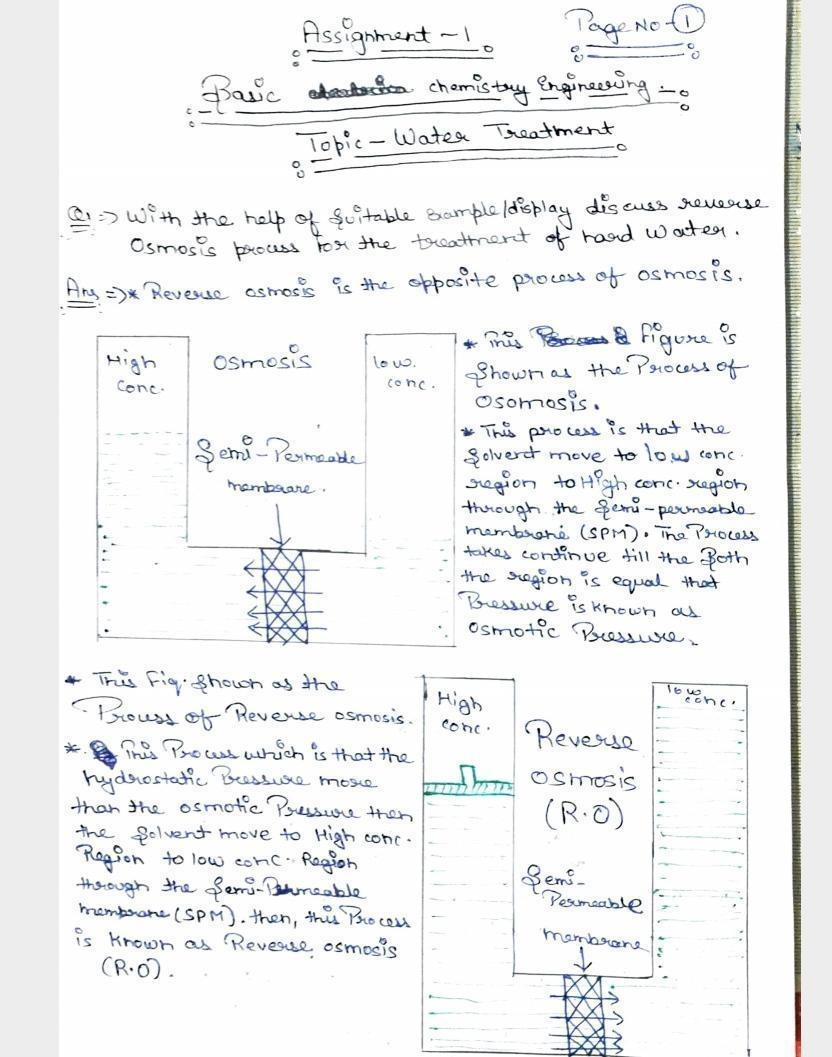 Assignment - 1
Page No - 1
Basic chemistry Engineering :-
Topic - Water Treatment
Q1 => With the help of Suitable Example/display discuss reverse
Osmosis process for the treatment of hard water.
Ans => * Reverse osmosis is the opposite process of osmosis.
High
Conc.
OSMOSIS
low.
conc.
Semi-Permeable
membrane.
* This Figure is
Shown as the Process of
Osomosis.
* This process is that the
Solvent move to low conc.
region to High conc. region
through the Semi-permeable
membrane (SPM). The Process
takes continue till the Both
the region is equal that
Pressure is known as
Osmotic Pressure.
* This Fig. Shown as the
Prouss of Reverse osmosis.
* This Process which is that the
hydrostatic Pressure more
than the osmotic Pressure then
the Solvent move to High conc.
Region to low conc. Region
through the Semi-Permeable
membrane (SPM). then, this Process
is known as Reverse osmosis
(R.O).
High
conc.
low
conc.
Reverse
osmosis
(R.O)
Semi-
Permeable
membrane